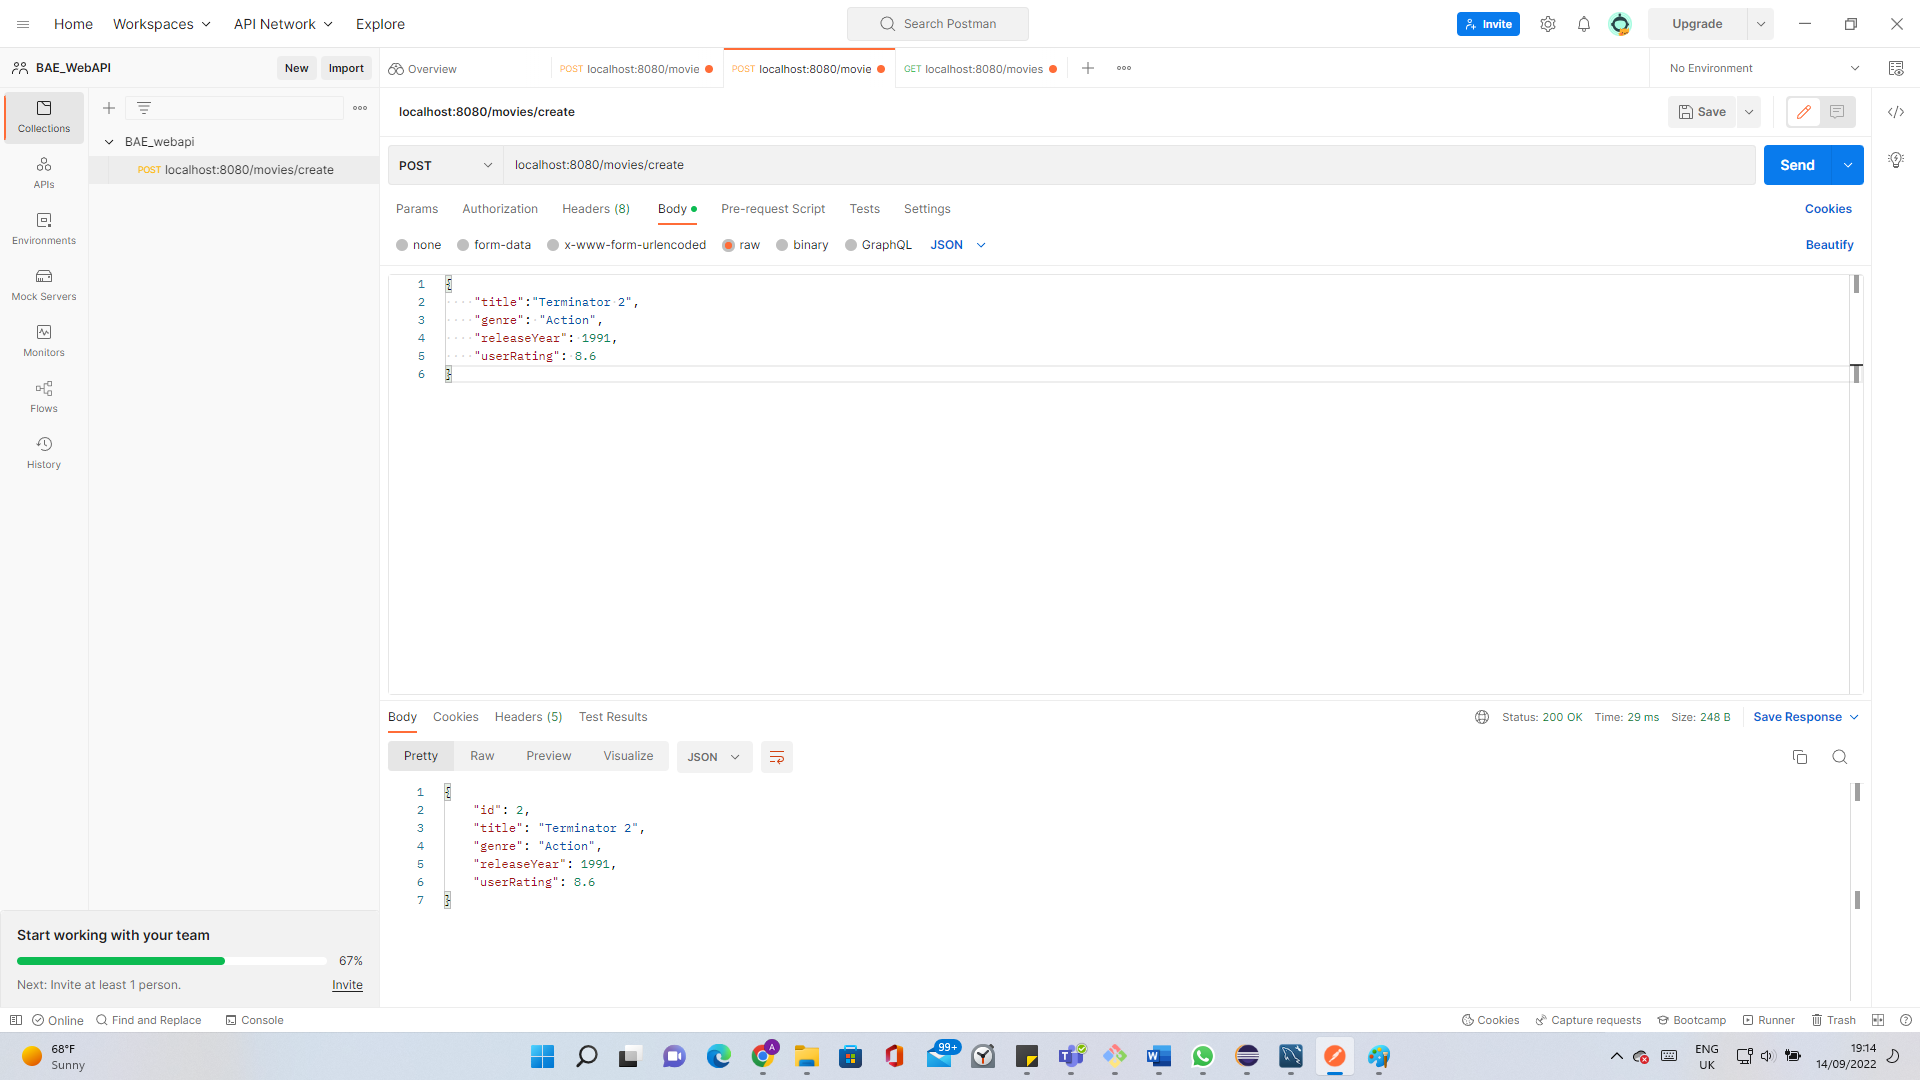 Home Workspaces API Network Explore Search Postman Invite Upgrade
BAE_WebAPI New Import Overview POST localhost:8080/movie POST localhost:8080/movie GET localhost:8080/movies No Environment
Collections
APIs
Environments
Mock Servers
Monitors
Flows
History
BAE_webapi
POST localhost:8080/movies/create
localhost:8080/movies/create Save
POST localhost:8080/movies/create Send
Params Authorization Headers (8) Body Pre-request Script Tests Settings Cookies
none form-data x-www-form-urlencoded raw binary GraphQL JSON Beautify
1 {
2 "title":"Terminator 2",
3 "genre": "Action",
4 "releaseYear": 1991,
5 "userRating": 8.6
6 }
Body Cookies Headers (5) Test Results Status: 200 OK Time: 29 ms Size: 248 B Save Response
Pretty Raw Preview Visualize JSON
1 {
2 "id": 2,
3 "title": "Terminator 2",
4 "genre": "Action",
5 "releaseYear": 1991,
6 "userRating": 8.6
7 }
Start working with your team
67%
Next: Invite at least 1 person. Invite
Online Find and Replace Console Cookies Capture requests Bootcamp Runner Trash
68°F
Sunny
A
99+
ENG
UK
19:14
14/09/2022